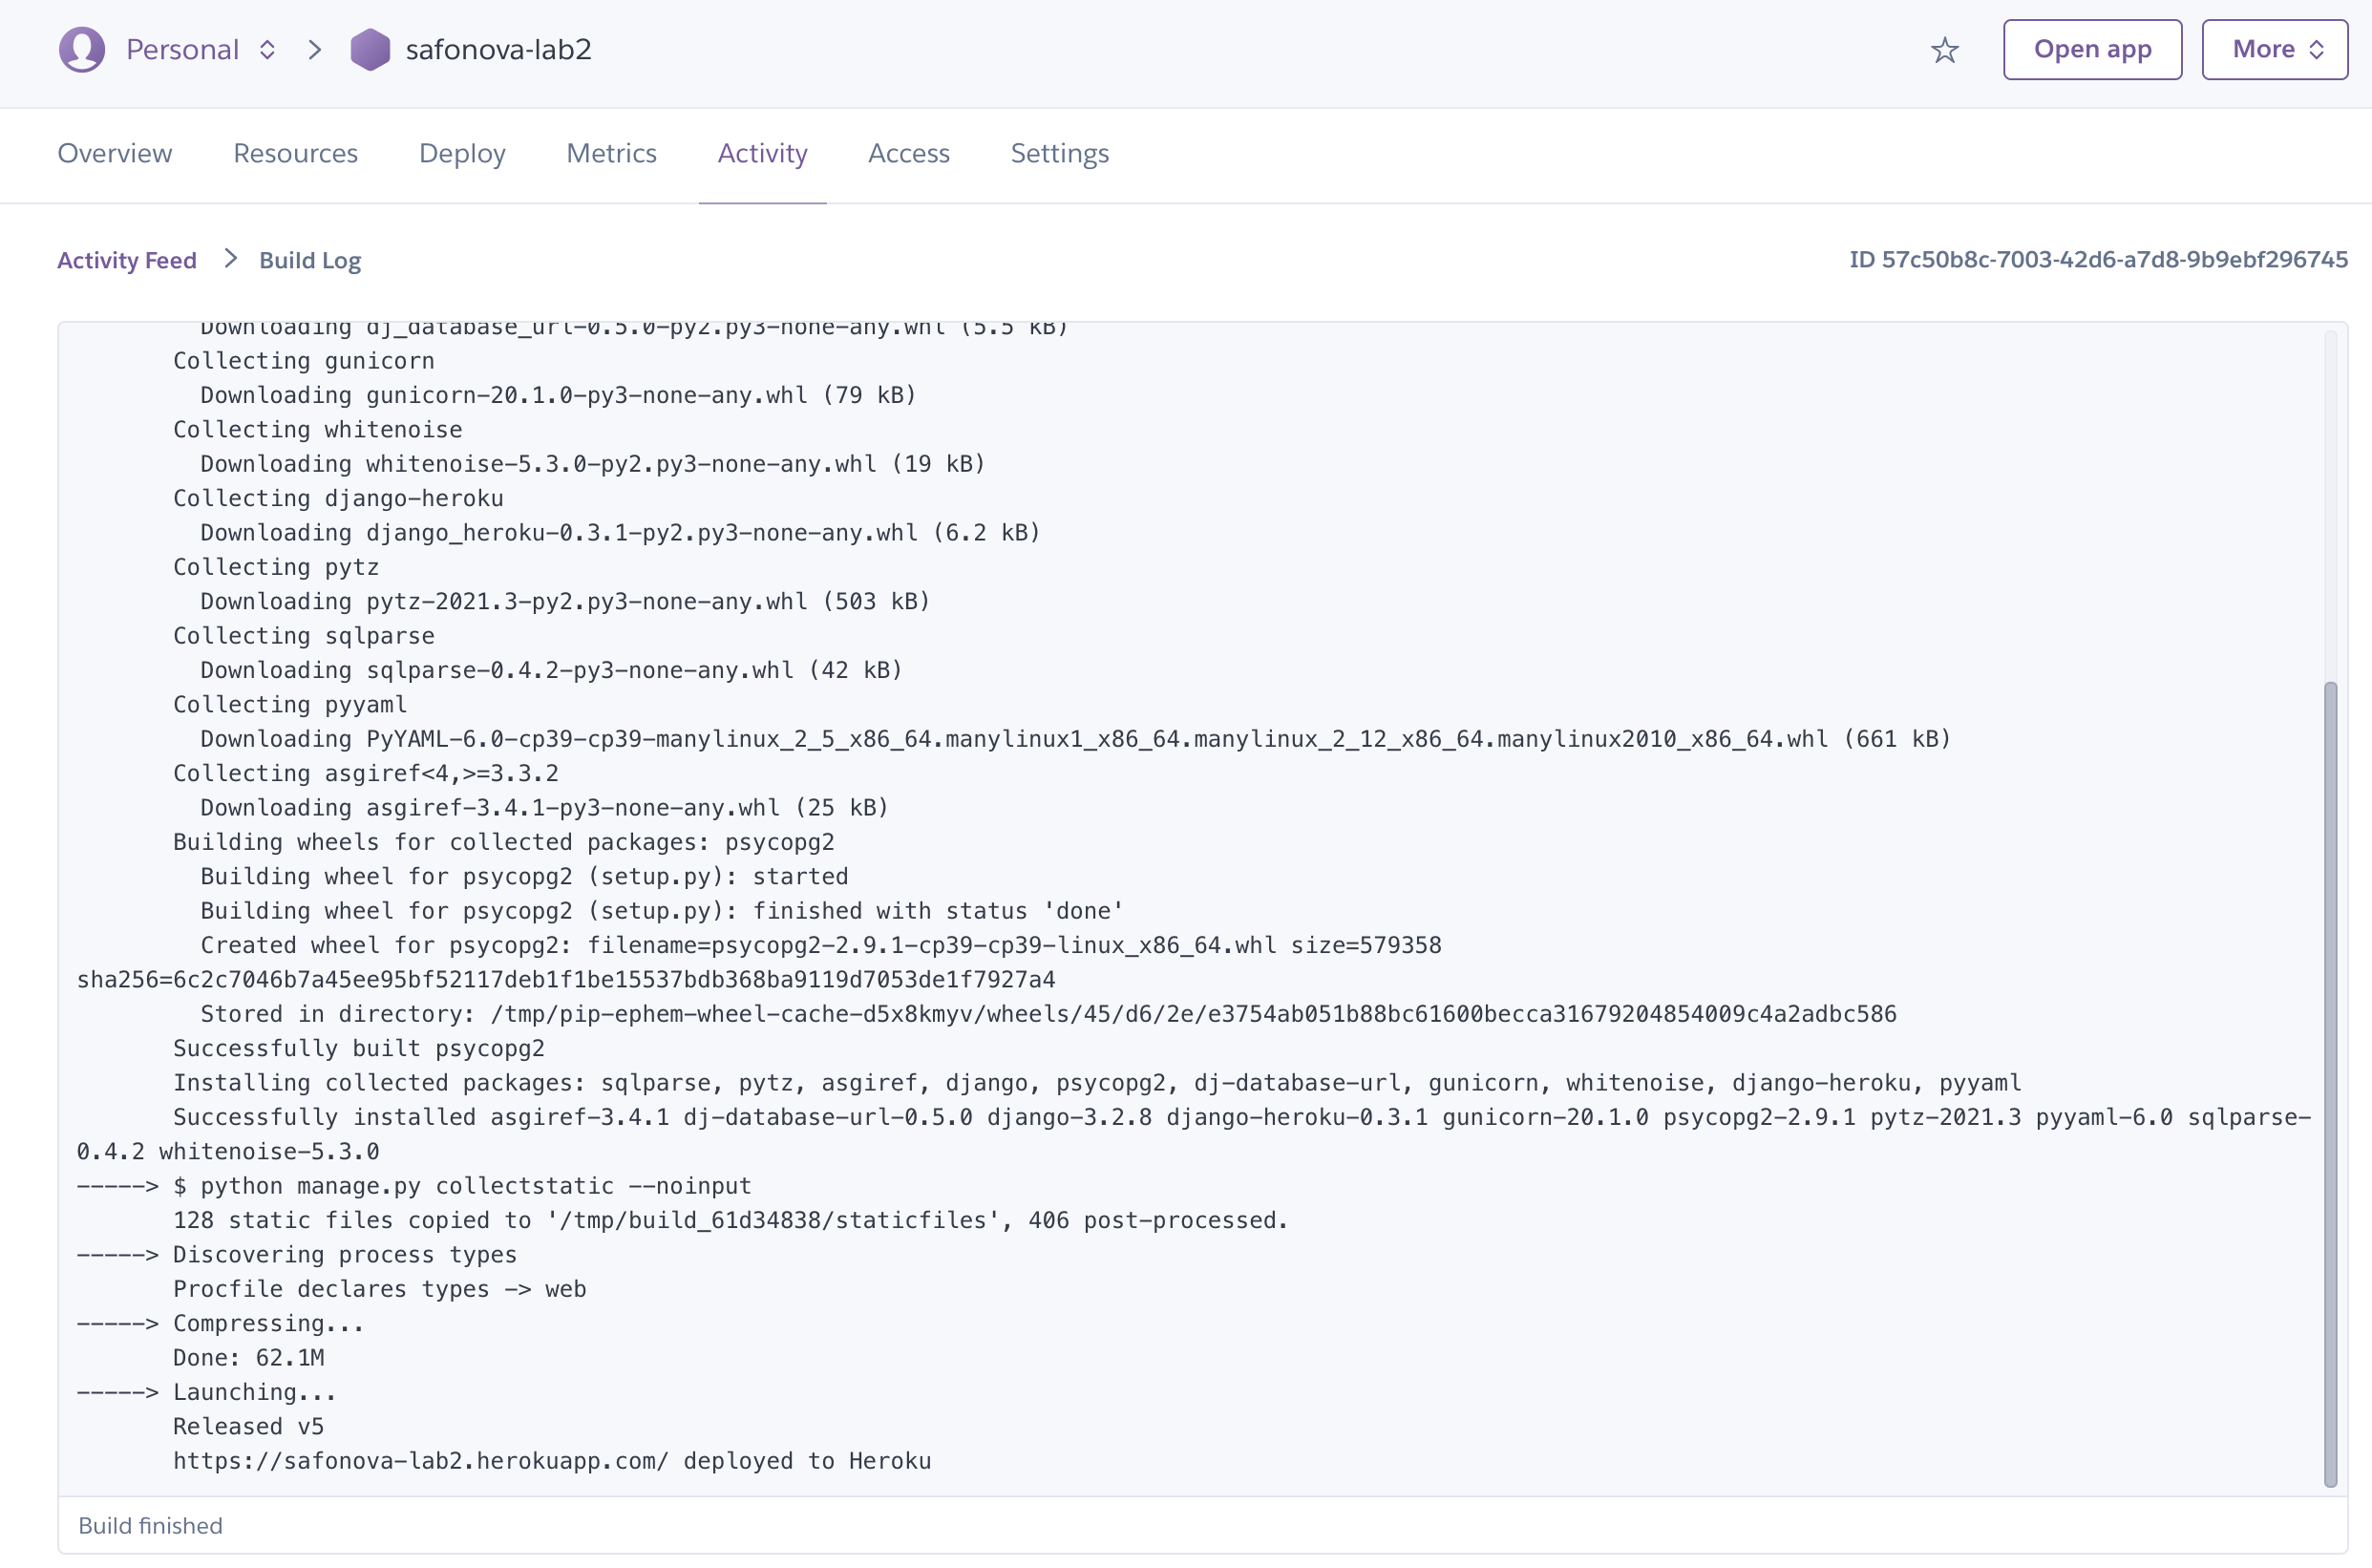 Personal > safonova-lab2
Open app
More
Overview Resources Deploy Metrics Activity Access Settings
Activity Feed > Build Log
ID 57c50b8c-7003-42d6-a7d8-9b9ebf296745
Downloading dj_database_url-0.5.0-py2.py3-none-any.whl (5.5 kB)
Collecting gunicorn
Downloading gunicorn-20.1.0-py3-none-any.whl (79 kB)
Collecting whitenoise
Downloading whitenoise-5.3.0-py2.py3-none-any.whl (19 kB)
Collecting django-heroku
Downloading django_heroku-0.3.1-py2.py3-none-any.whl (6.2 kB)
Collecting pytz
Downloading pytz-2021.3-py2.py3-none-any.whl (503 kB)
Collecting sqlparse
Downloading sqlparse-0.4.2-py3-none-any.whl (42 kB)
Collecting pyyaml
Downloading PyYAML-6.0-cp39-cp39-manylinux_2_5_x86_64.manylinux1_x86_64.manylinux_2_12_x86_64.manylinux2010_x86_64.whl (661 kB)
Collecting asgiref<4,>=3.3.2
Downloading asgiref-3.4.1-py3-none-any.whl (25 kB)
Building wheels for collected packages: psycopg2
Building wheel for psycopg2 (setup.py): started
Building wheel for psycopg2 (setup.py): finished with status 'done'
Created wheel for psycopg2: filename=psycopg2-2.9.1-cp39-cp39-linux_x86_64.whl size=579358
sha256=6c2c7046b7a45ee95bf52117deb1f1be15537bdb368ba9119d7053de1f7927a4
Stored in directory: /tmp/pip-ephem-wheel-cache-d5x8kmyv/wheels/45/d6/2e/e3754ab051b88bc61600becca31679204854009c4a2adbc586
Successfully built psycopg2
Installing collected packages: sqlparse, pytz, asgiref, django, psycopg2, dj-database-url, gunicorn, whitenoise, django-heroku, pyyaml
Successfully installed asgiref-3.4.1 dj-database-url-0.5.0 django-3.2.8 django-heroku-0.3.1 gunicorn-20.1.0 psycopg2-2.9.1 pytz-2021.3 pyyaml-6.0 sqlparse-
0.4.2 whitenoise-5.3.0
-----> $ python manage.py collectstatic --noinput
128 static files copied to '/tmp/build_61d34838/staticfiles', 406 post-processed.
-----> Discovering process types
Procfile declares types -> web
-----> Compressing...
Done: 62.1M
-----> Launching...
Released v5
https://safonova-lab2.herokuapp.com/ deployed to Heroku
Build finished